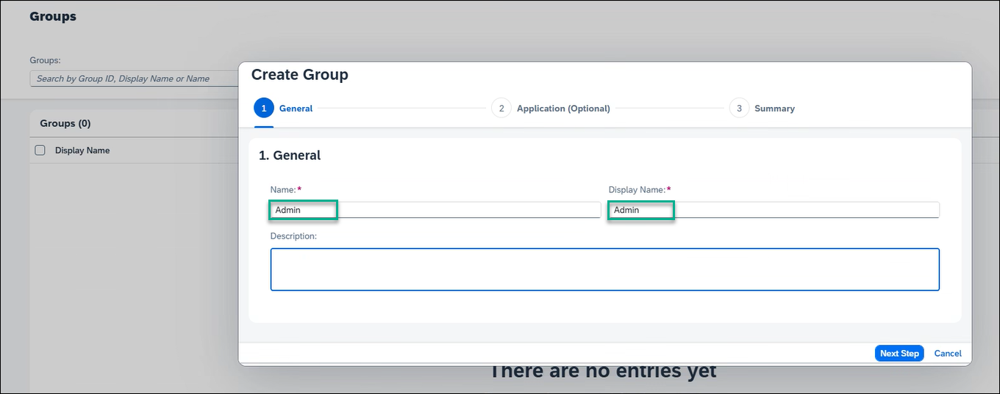 Groups
Groups:
Search by Group ID, Display Name or Name
Groups (0)
Display Name
Create Group
1 General
2 Application (Optional)
3 Summary
1. General
Name:*
Display Name:*
Admin
Admin
Description:
Next Step
Cancel
There are no entries yet